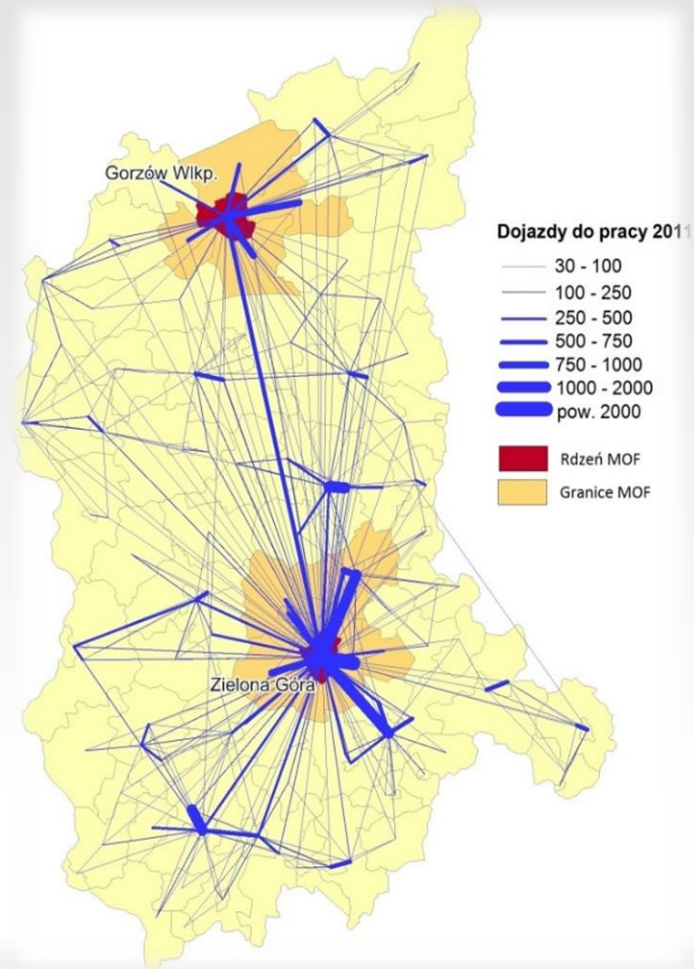 Gorzów Wlkp.
Dojazdy do pracy 2011
30 - 100
100 - 250
250 - 500
500 - 750
750 - 1000
1000 - 2000
pow. 2000
Rdzeń MOF
Granice MOF
Zielona Góra